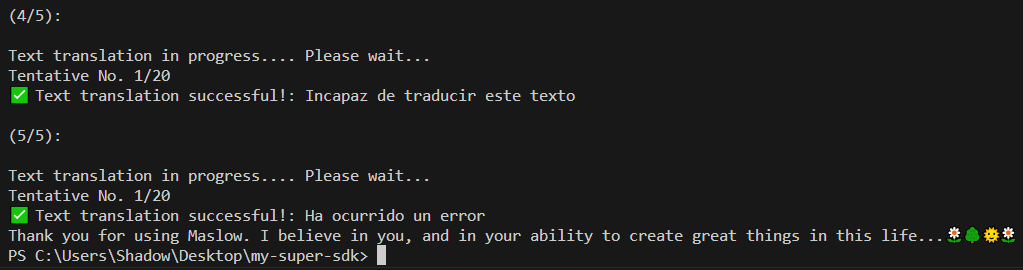 (4/5):
Text translation in progress.... Please wait...
Tentative No. 1/20
✅ Text translation successful!: Incapaz de traducir este texto
(5/5):
Text translation in progress.... Please wait...
Tentative No. 1/20
✅ Text translation successful!: Ha ocurrido un error
Thank you for using Maslow. I believe in you, and in your ability to create great things in this life...🌼🌳🌞🌼
PS C:\Users\Shadow\Desktop\my-super-sdk>